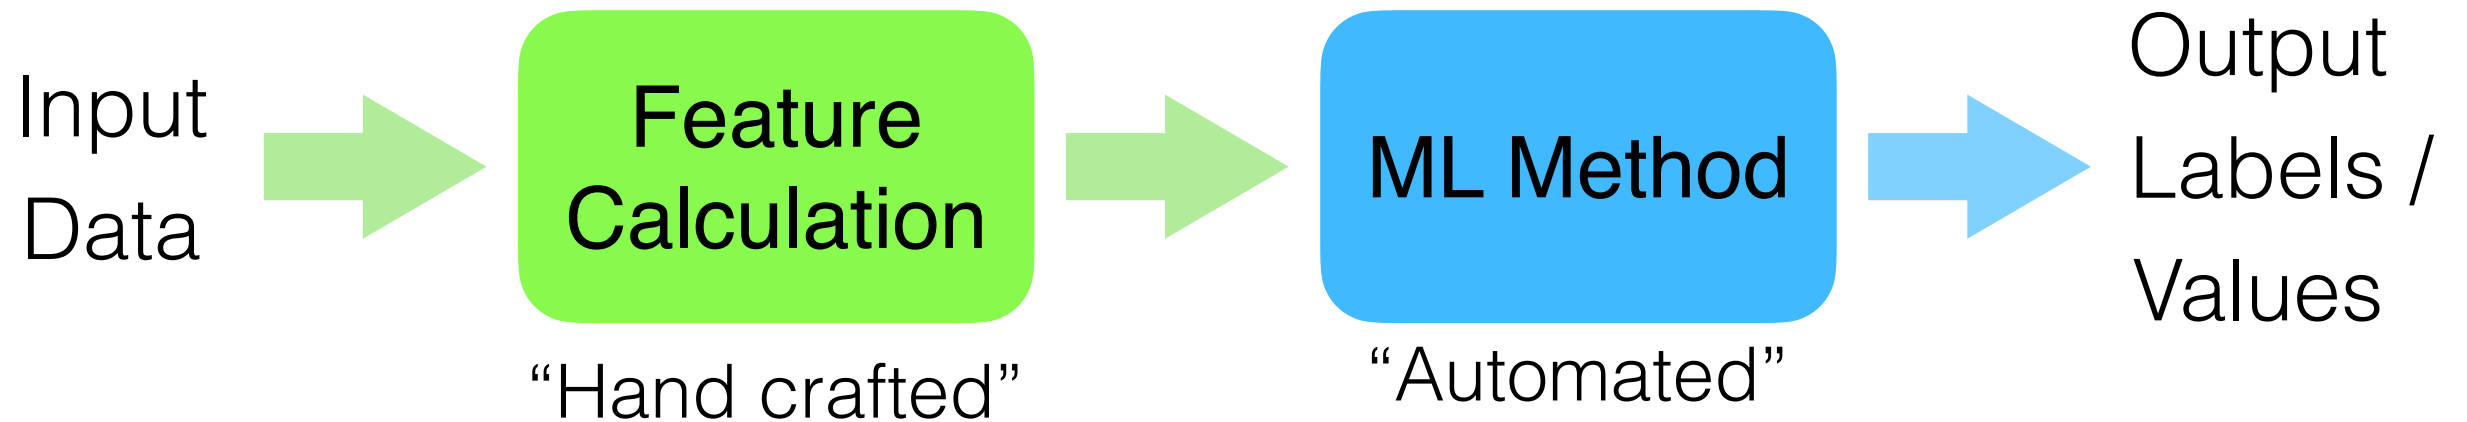 Input
Data
Feature
Calculation
“Hand crafted”
ML Method
“Automated”
Output
Labels /
Values